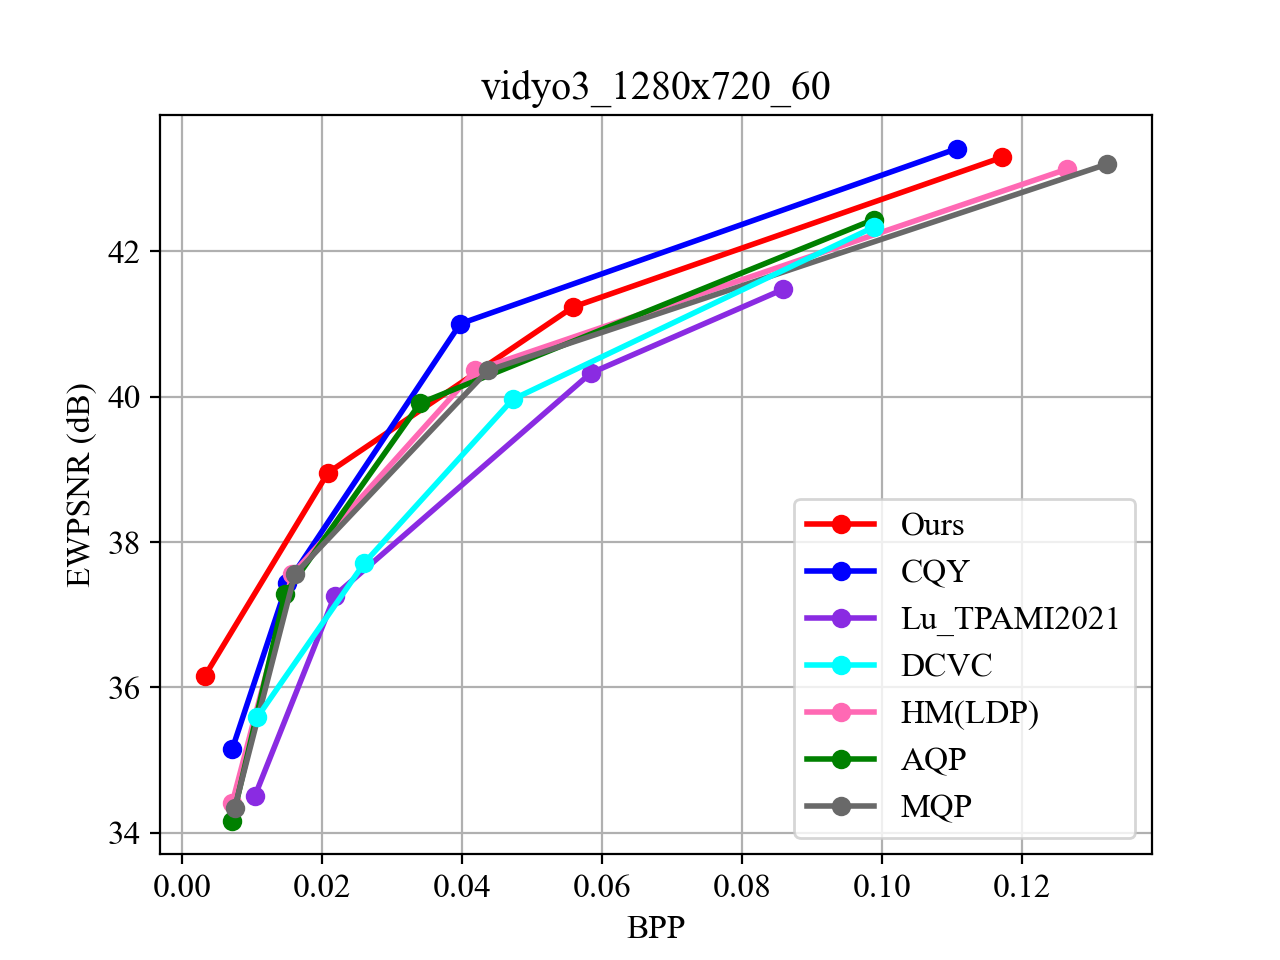 vidyo3_1280x720_60
EWPSNR (dB)
42
40
38
36
34
0.00 0.02 0.04 0.06 0.08 0.10 0.12
BPP
Ours
CQY
Lu_TPAMI2021
DCVC
HM(LDP)
AQP
MQP